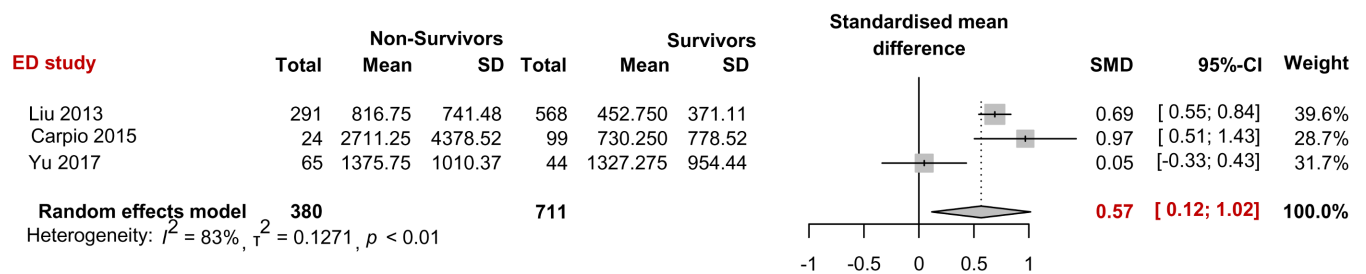 Standardised mean
difference
Non-Survivors Survivors
ED study Total Mean SD Total Mean SD SMD 95%-CI Weight
Liu 2013 291 816.75 741.48 568 452.750 371.11 0.69 [ 0.55; 0.84] 39.6%
Carpio 2015 24 2711.25 4378.52 99 730.250 778.52 0.97 [ 0.51; 1.43] 28.7%
Yu 2017 65 1375.75 1010.37 44 1327.275 954.44 0.05 [-0.33; 0.43] 31.7%
Random effects model 380 711 0.57 [ 0.12; 1.02] 100.0%
Heterogeneity: I² = 83%, τ² = 0.1271, p < 0.01
-1 -0.5 0 0.5 1